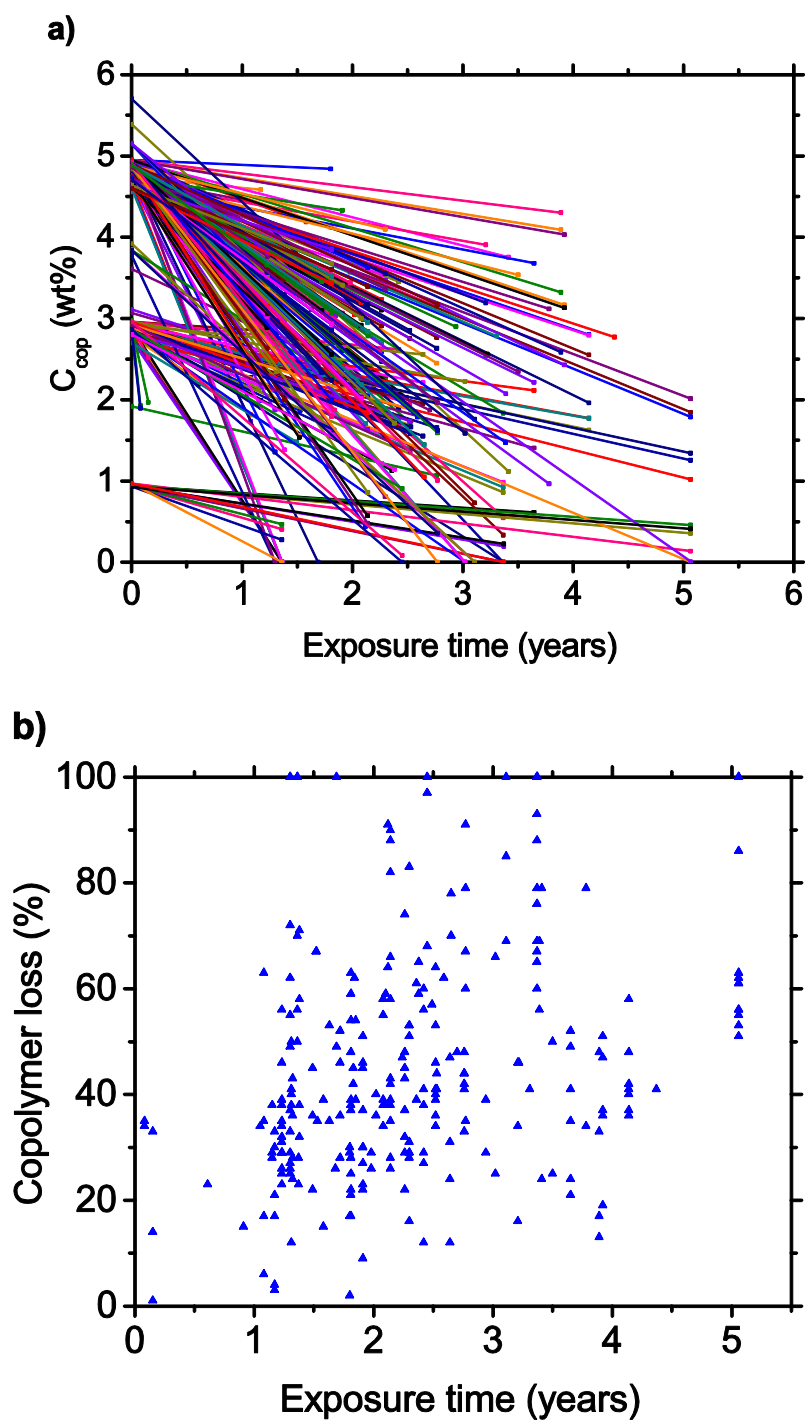 a)
6
5
4
3
2
1
0
C_cop (wt%)
0 1 2 3 4 5 6
Exposure time (years)
b)
100
80
60
40
20
0
Copolymer loss (%)
0 1 2 3 4 5
Exposure time (years)